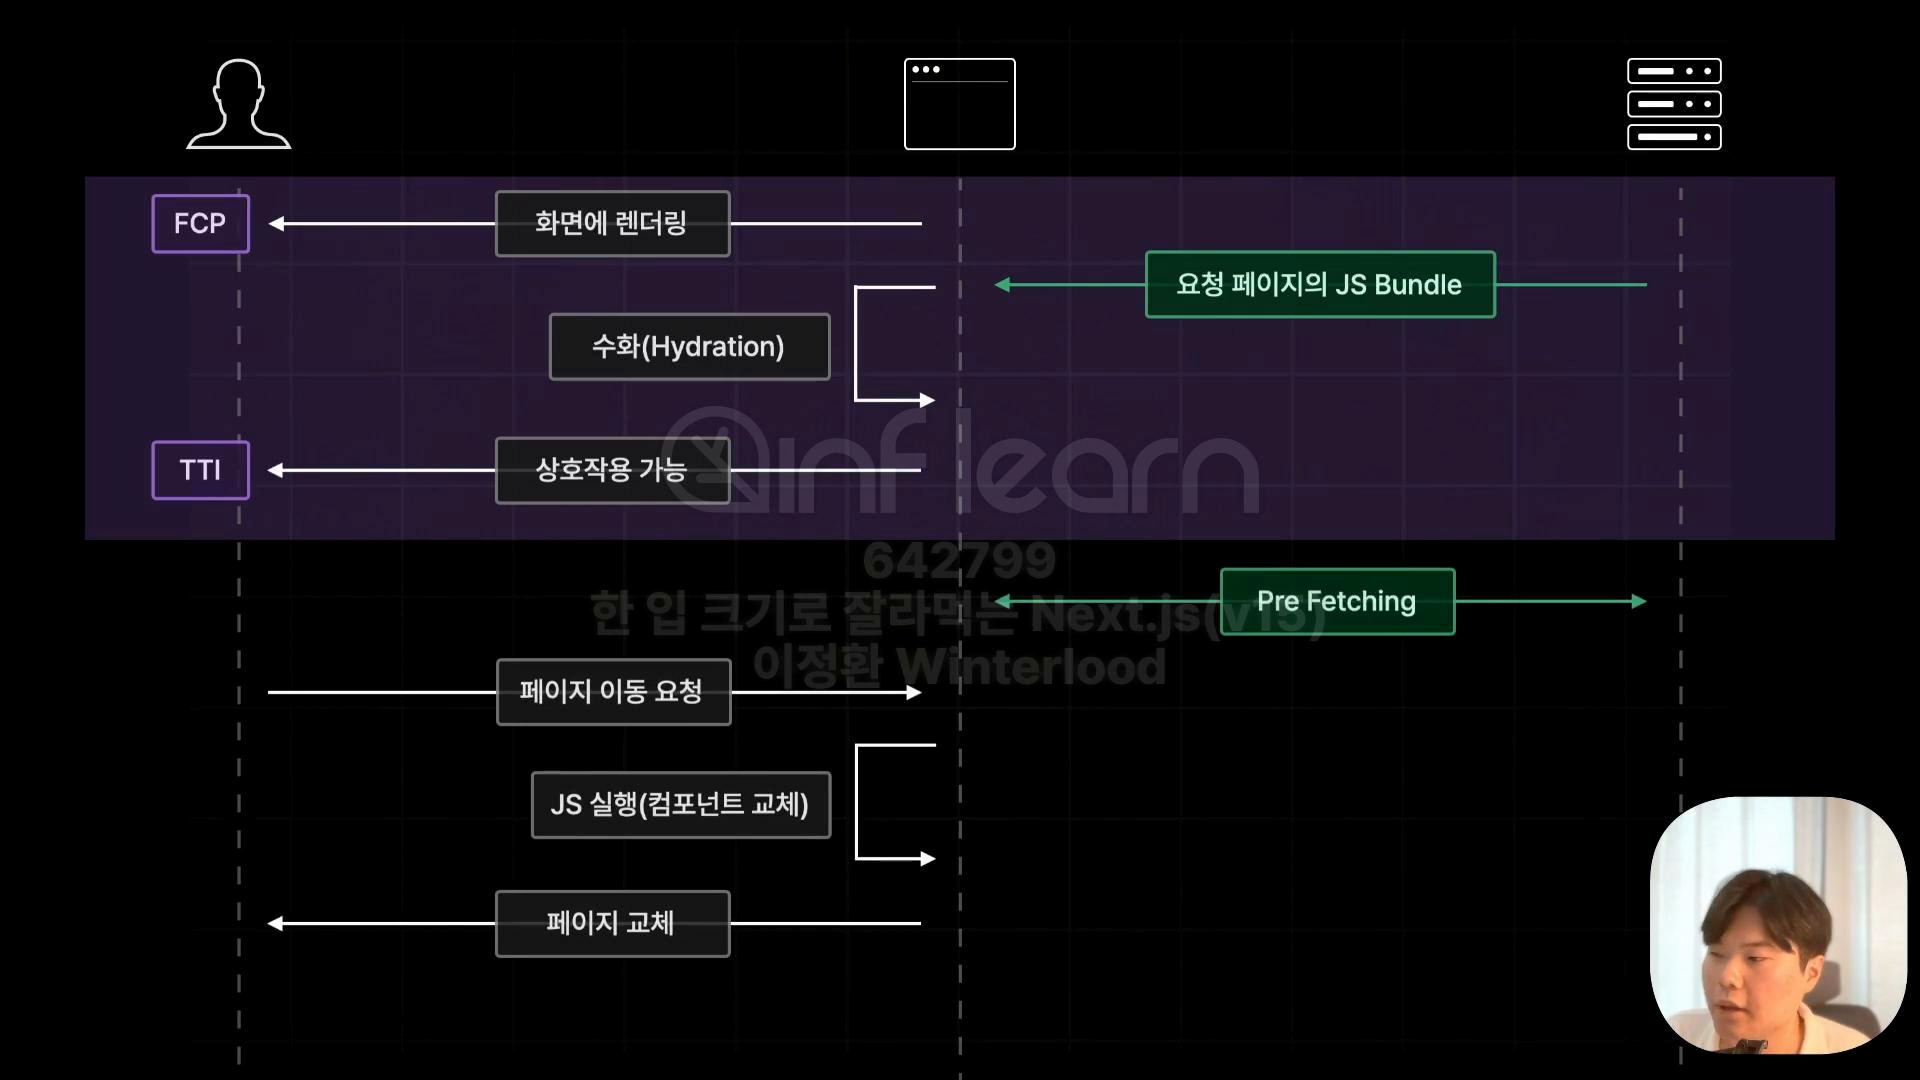 FCP
화면에 렌더링
요청 페이지의 JS Bundle
수화(Hydration)
TTI
상호작용 가능
inflearn
642799
한 입 크기로 잘라먹는 Next.js(v15)
이정환 Winterlood
Pre Fetching
페이지 이동 요청
JS 실행(컴포넌트 교체)
페이지 교체